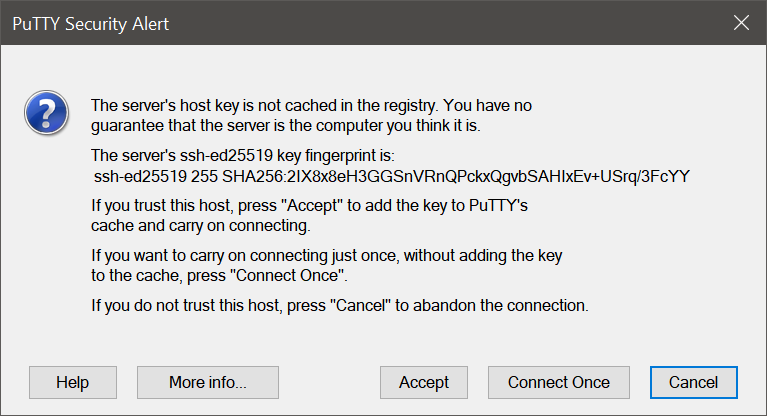 PuTTY Security Alert
The server's host key is not cached in the registry. You have no
guarantee that the server is the computer you think it is.
The server's ssh-ed25519 key fingerprint is:
ssh-ed25519 255 SHA256:2IX8x8eH3GGSnVRnQPckxQgvbSAHIxEv+USrq/3FcYY
If you trust this host, press "Accept" to add the key to PuTTY's
cache and carry on connecting.
If you want to carry on connecting just once, without adding the key
to the cache, press "Connect Once".
If you do not trust this host, press "Cancel" to abandon the connection.
Help
More info...
Accept
Connect Once
Cancel